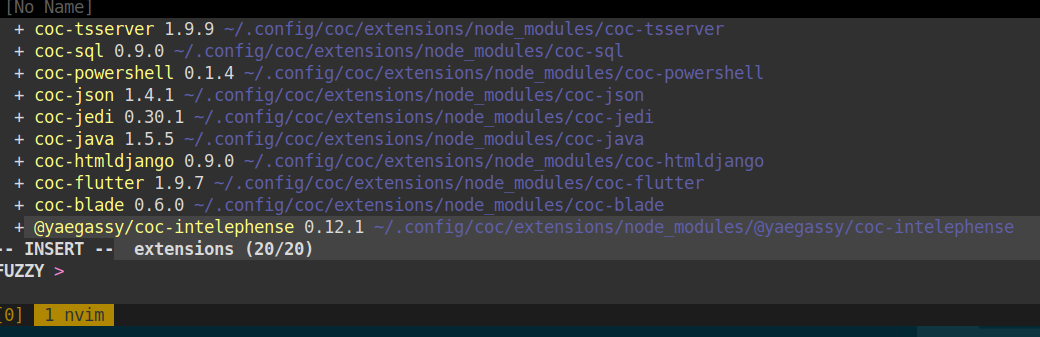 [No Name]
+ coc-tsserver 1.9.9 ~/.config/coc/extensions/node_modules/coc-tsserver
+ coc-sql 0.9.0 ~/.config/coc/extensions/node_modules/coc-sql
+ coc-powershell 0.1.4 ~/.config/coc/extensions/node_modules/coc-powershell
+ coc-json 1.4.1 ~/.config/coc/extensions/node_modules/coc-json
+ coc-jedi 0.30.1 ~/.config/coc/extensions/node_modules/coc-jedi
+ coc-java 1.5.5 ~/.config/coc/extensions/node_modules/coc-java
+ coc-htmldjango 0.9.0 ~/.config/coc/extensions/node_modules/coc-htmldjango
+ coc-flutter 1.9.7 ~/.config/coc/extensions/node_modules/coc-flutter
+ coc-blade 0.6.0 ~/.config/coc/extensions/node_modules/coc-blade
+ @yaegassy/coc-intelephense 0.12.1 ~/.config/coc/extensions/node_modules/@yaegassy/coc-intelephense
-- INSERT -- extensions (20/20)
FUZZY >
[0] 1 nvim